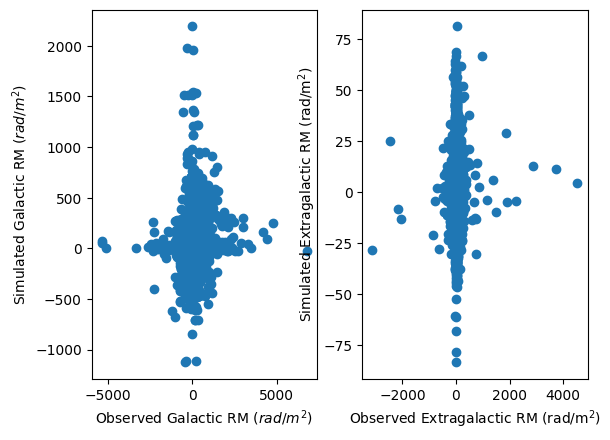 2000
1500
1000
500
0
−500
−1000
Simulated Galactic RM (rad/m²)
−5000 0 5000
Observed Galactic RM (rad/m²)
75
50
25
0
−25
−50
−75
Simulated Extragalactic RM (rad/m²)
−2000 0 2000 4000
Observed Extragalactic RM (rad/m²)